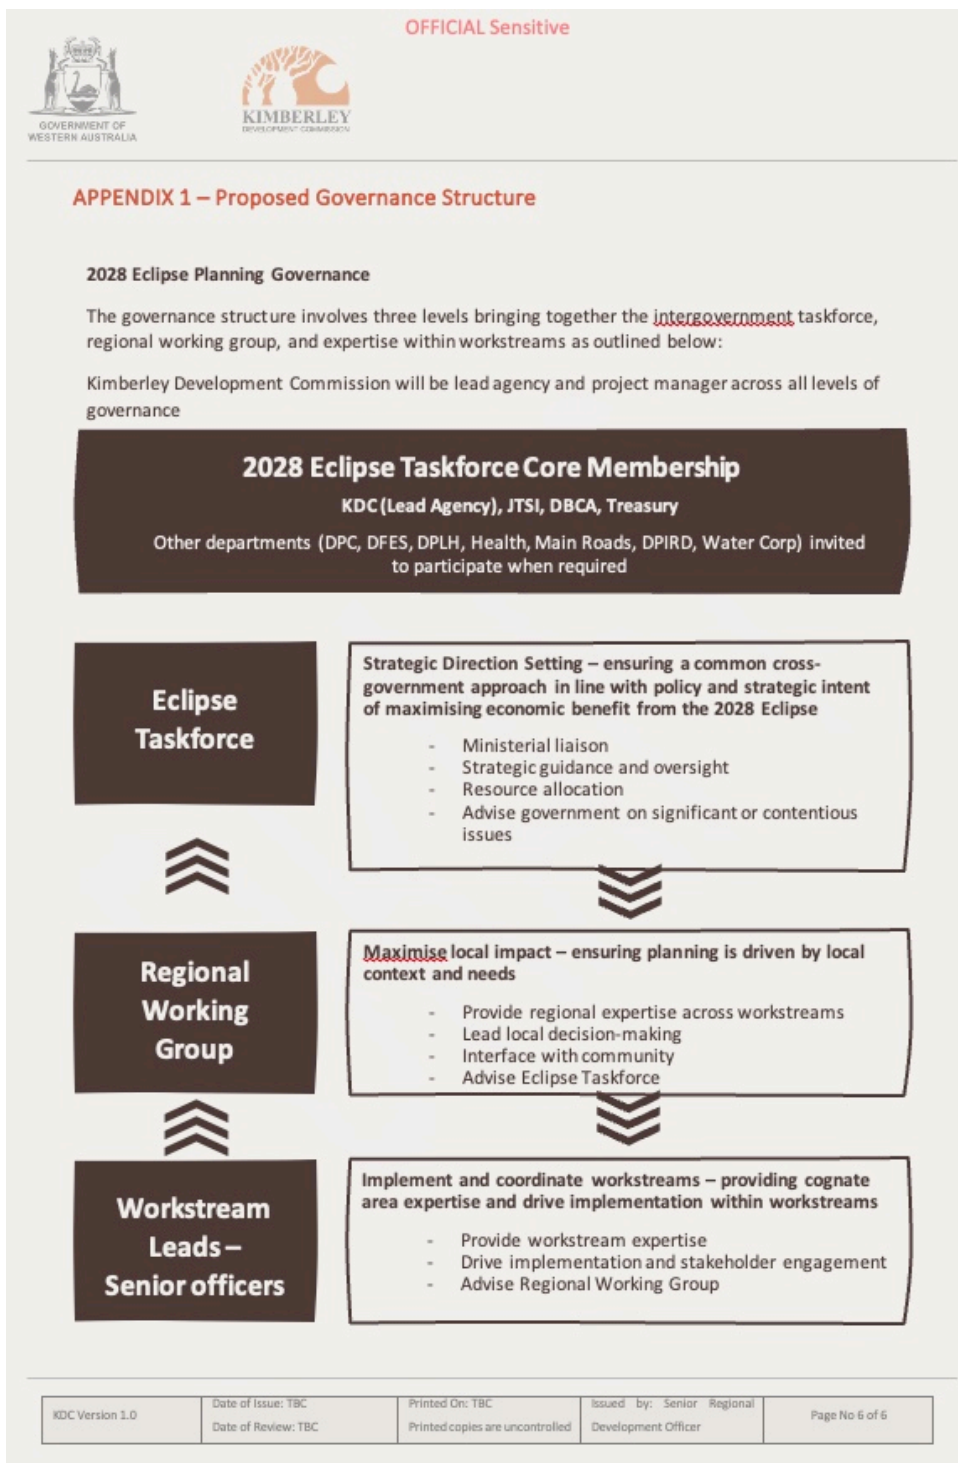 OFFICIAL Sensitive
GOVERNMENT OF
WESTERN AUSTRALIA
KIMBERLEY
DEVELOPMENT COMMISSION
APPENDIX 1 – Proposed Governance Structure
2028 Eclipse Planning Governance
The governance structure involves three levels bringing together the intergovernment taskforce,
regional working group, and expertise within workstreams as outlined below:
Kimberley Development Commission will be lead agency and project manager across all levels of
governance
2028 Eclipse Taskforce Core Membership
KDC (Lead Agency), JTSI, DBCA, Treasury
Other departments (DPC, DFES, DPLH, Health, Main Roads, DPIRD, Water Corp) invited
to participate when required
Eclipse
Taskforce
Strategic Direction Setting – ensuring a common cross-
government approach in line with policy and strategic intent
of maximising economic benefit from the 2028 Eclipse
- Ministerial liaison
- Strategic guidance and oversight
- Resource allocation
- Advise government on significant or contentious
issues
Regional
Working
Group
Maximise local impact – ensuring planning is driven by local
context and needs
- Provide regional expertise across workstreams
- Lead local decision-making
- Interface with community
- Advise Eclipse Taskforce
Workstream
Leads –
Senior officers
Implement and coordinate workstreams – providing cognate
area expertise and drive implementation within workstreams
- Provide workstream expertise
- Drive implementation and stakeholder engagement
- Advise Regional Working Group
KDC Version 1.0
Date of Issue: TBC
Date of Review: TBC
Printed On: TBC
Printed copies are uncontrolled
Issued by: Senior Regional
Development Officer
Page No 6 of 6